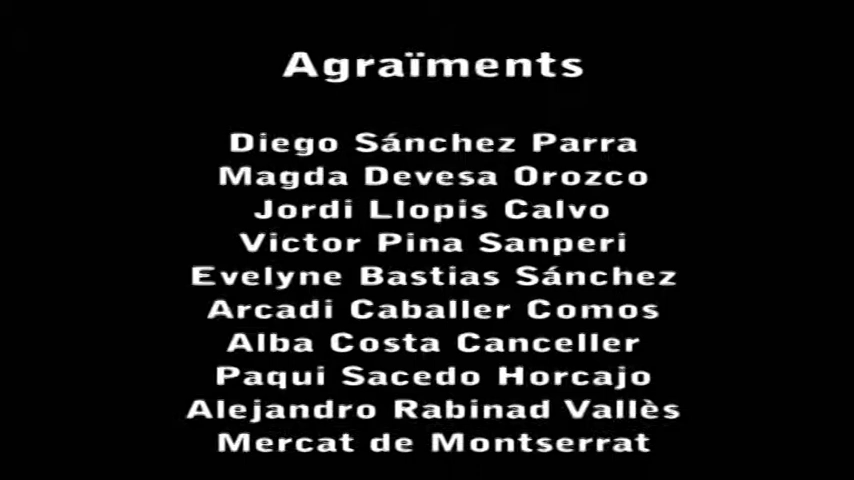 Agraïments
Diego Sánchez Parra
Magda Devesa Orozco
Jordi Llopis Calvo
Victor Pina Sanperi
Evelyne Bastias Sánchez
Arcadi Caballer Comos
Alba Costa Canceller
Paqui Sacedo Horcajo
Alejandro Rabinad Vallès
Mercat de Montserrat